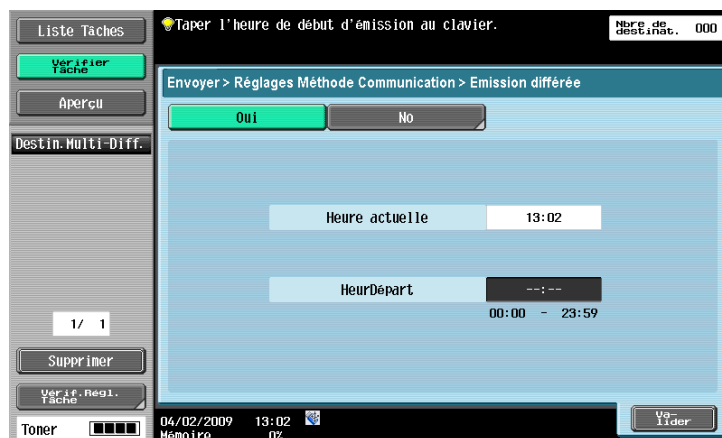 Liste Tâches
Taper l'heure de début d'émission au clavier.
Nbre de
destinat.
000
Vérifier
Tâche
Envoyer > Réglages Méthode Communication > Emission différée
Aperçu
Oui
No
Destin.Multi-Diff.
Heure actuelle
13:02
HeurDépart
--:--
00:00 - 23:59
1/ 1
Supprimer
Vérif.Régl.
Tâche
Toner
04/02/2009 13:02
Mémoire 0%
Va-
lider